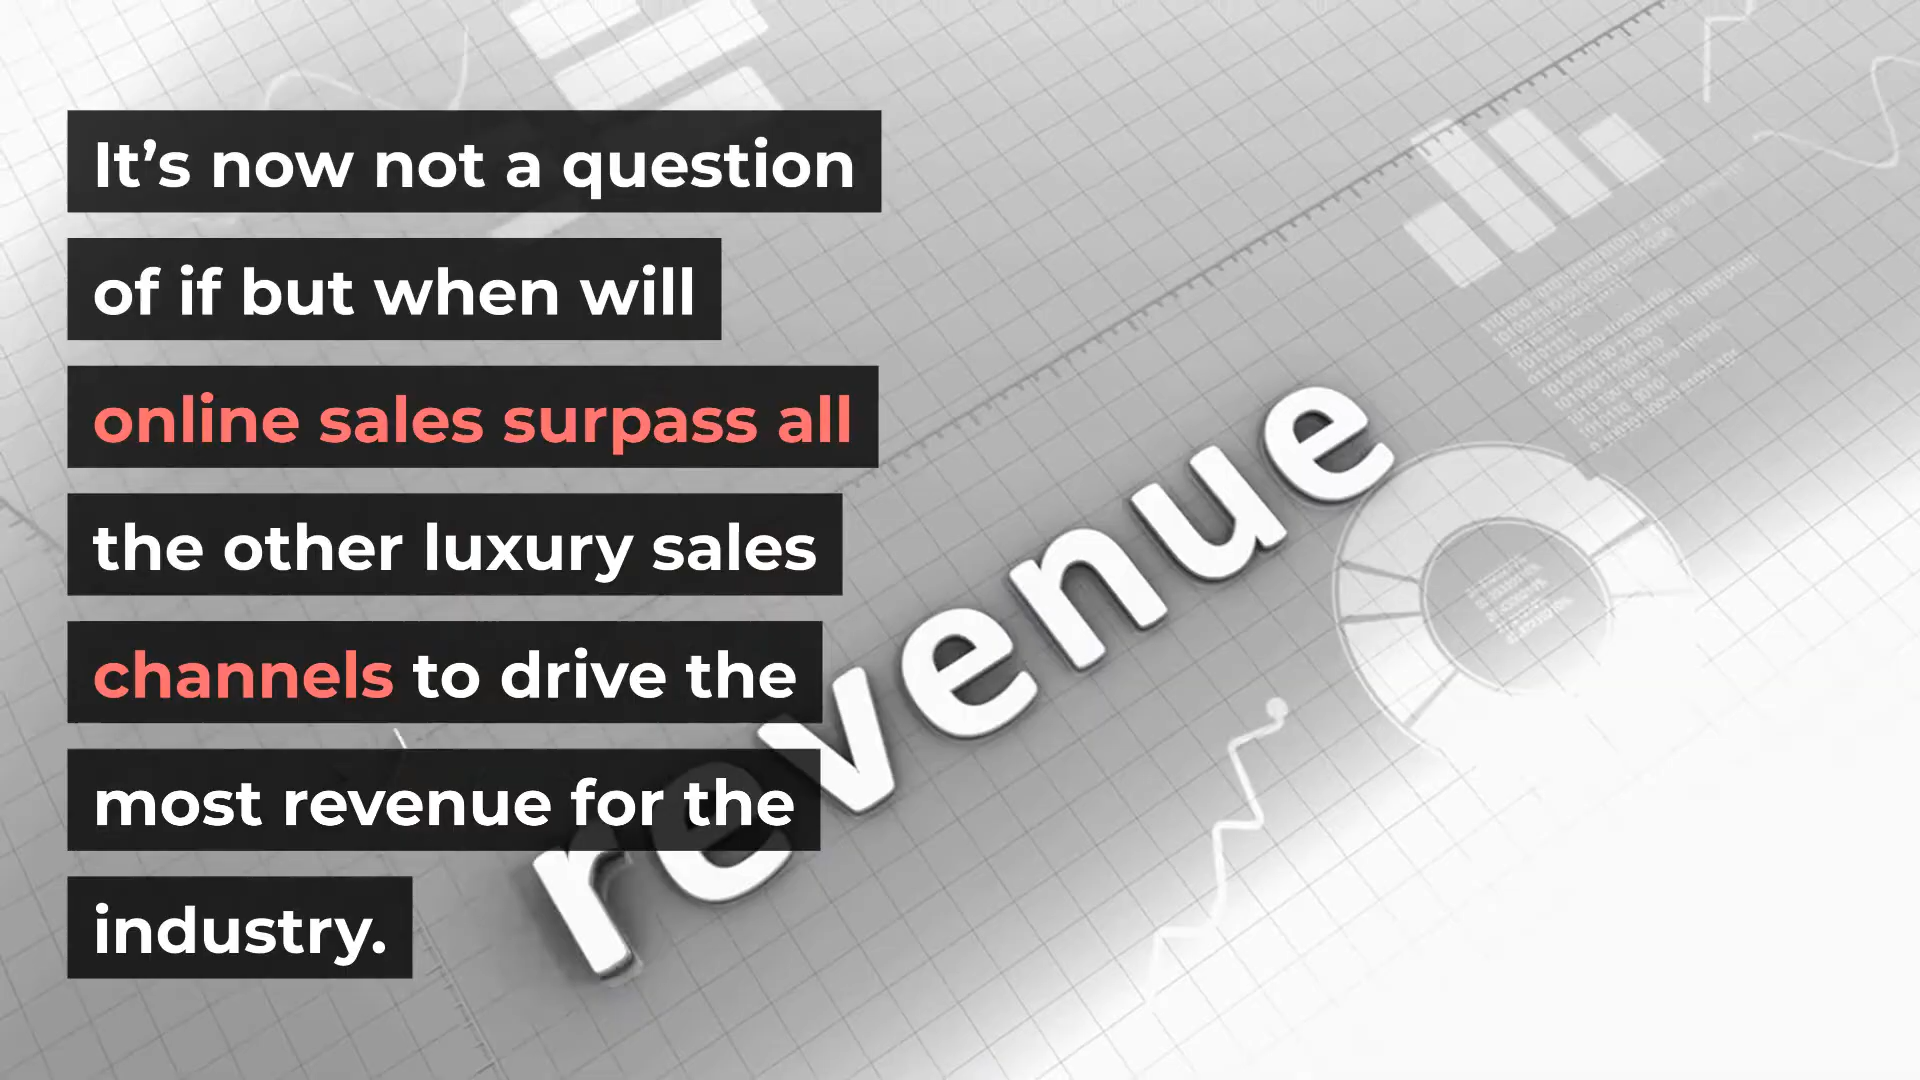 It’s now not a question
of if but when will
online sales surpass all
the other luxury sales
channels to drive the
most revenue for the
industry.
revenue